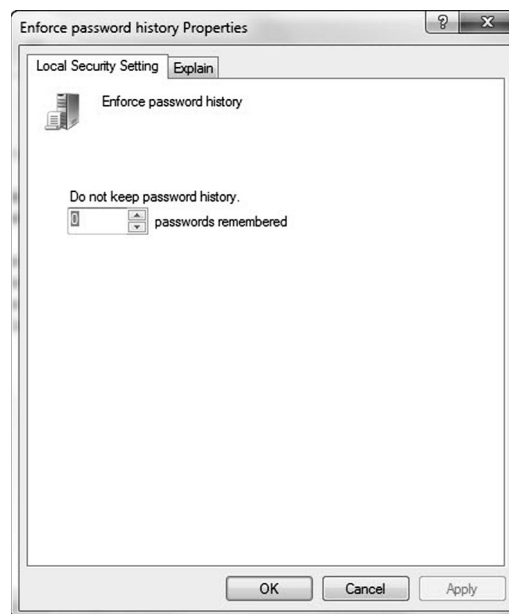 Enforce password history Properties
?
X
Local Security Setting
Explain
Enforce password history
Do not keep password history.
0
passwords remembered
OK
Cancel
Apply